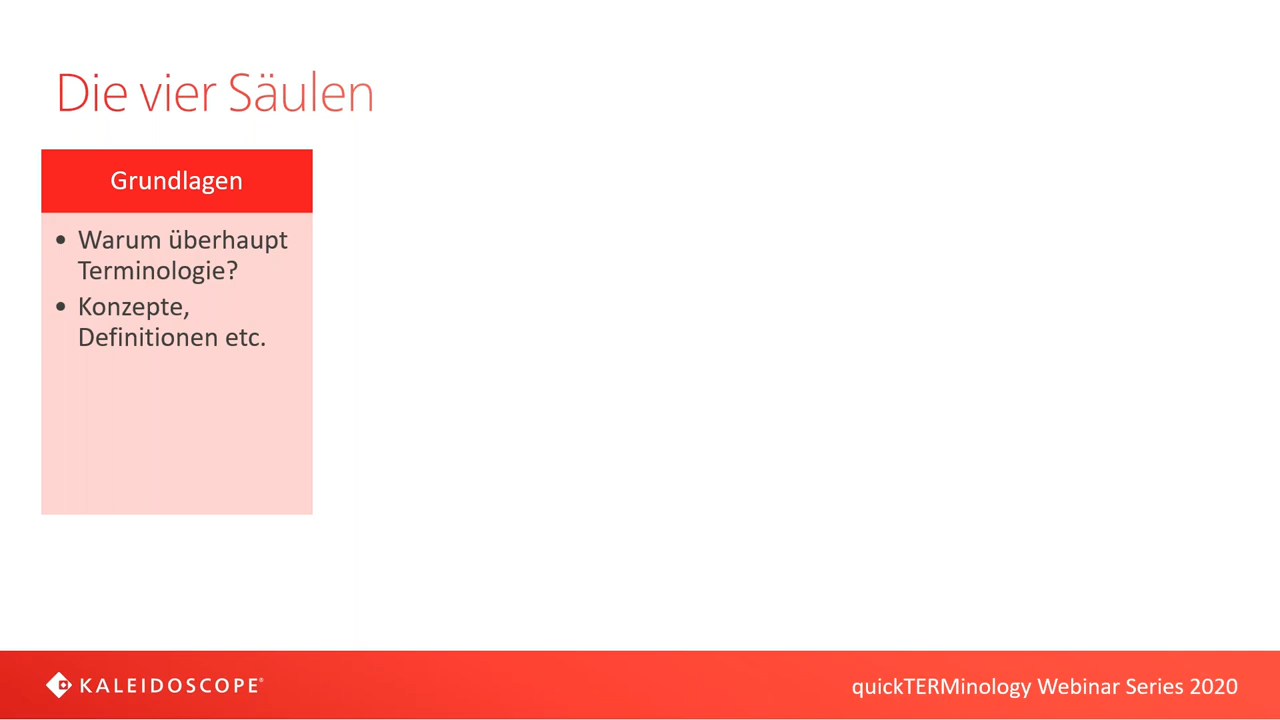 Die vier Säulen
Grundlagen
• Warum überhaupt
Terminologie?
• Konzepte,
Definitionen etc.
KALEIDOSCOPE®
quickTERMinology Webinar Series 2020